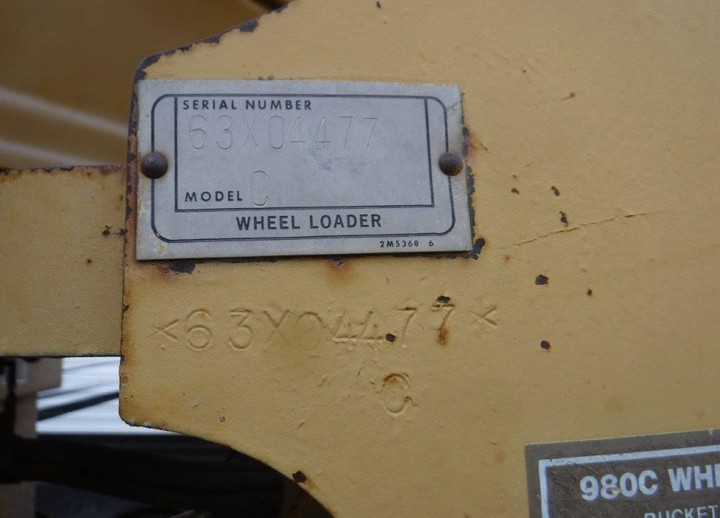 SERIAL NUMBER
63X04477
MODEL C
WHEEL LOADER
2M5368 6
*63X04477*
C
980C WH
BUCKET